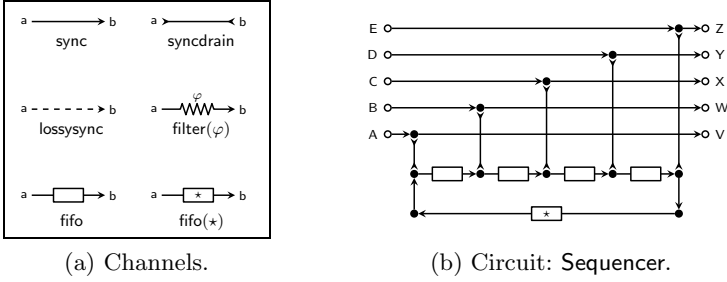 a b a b
sync syncdrain
a b a φ b
lossysync filter(φ)
a b a ⋆ b
fifo fifo(⋆)
(a) Channels.
E Z
D Y
C X
B W
A V
⋆
(b) Circuit: Sequencer.